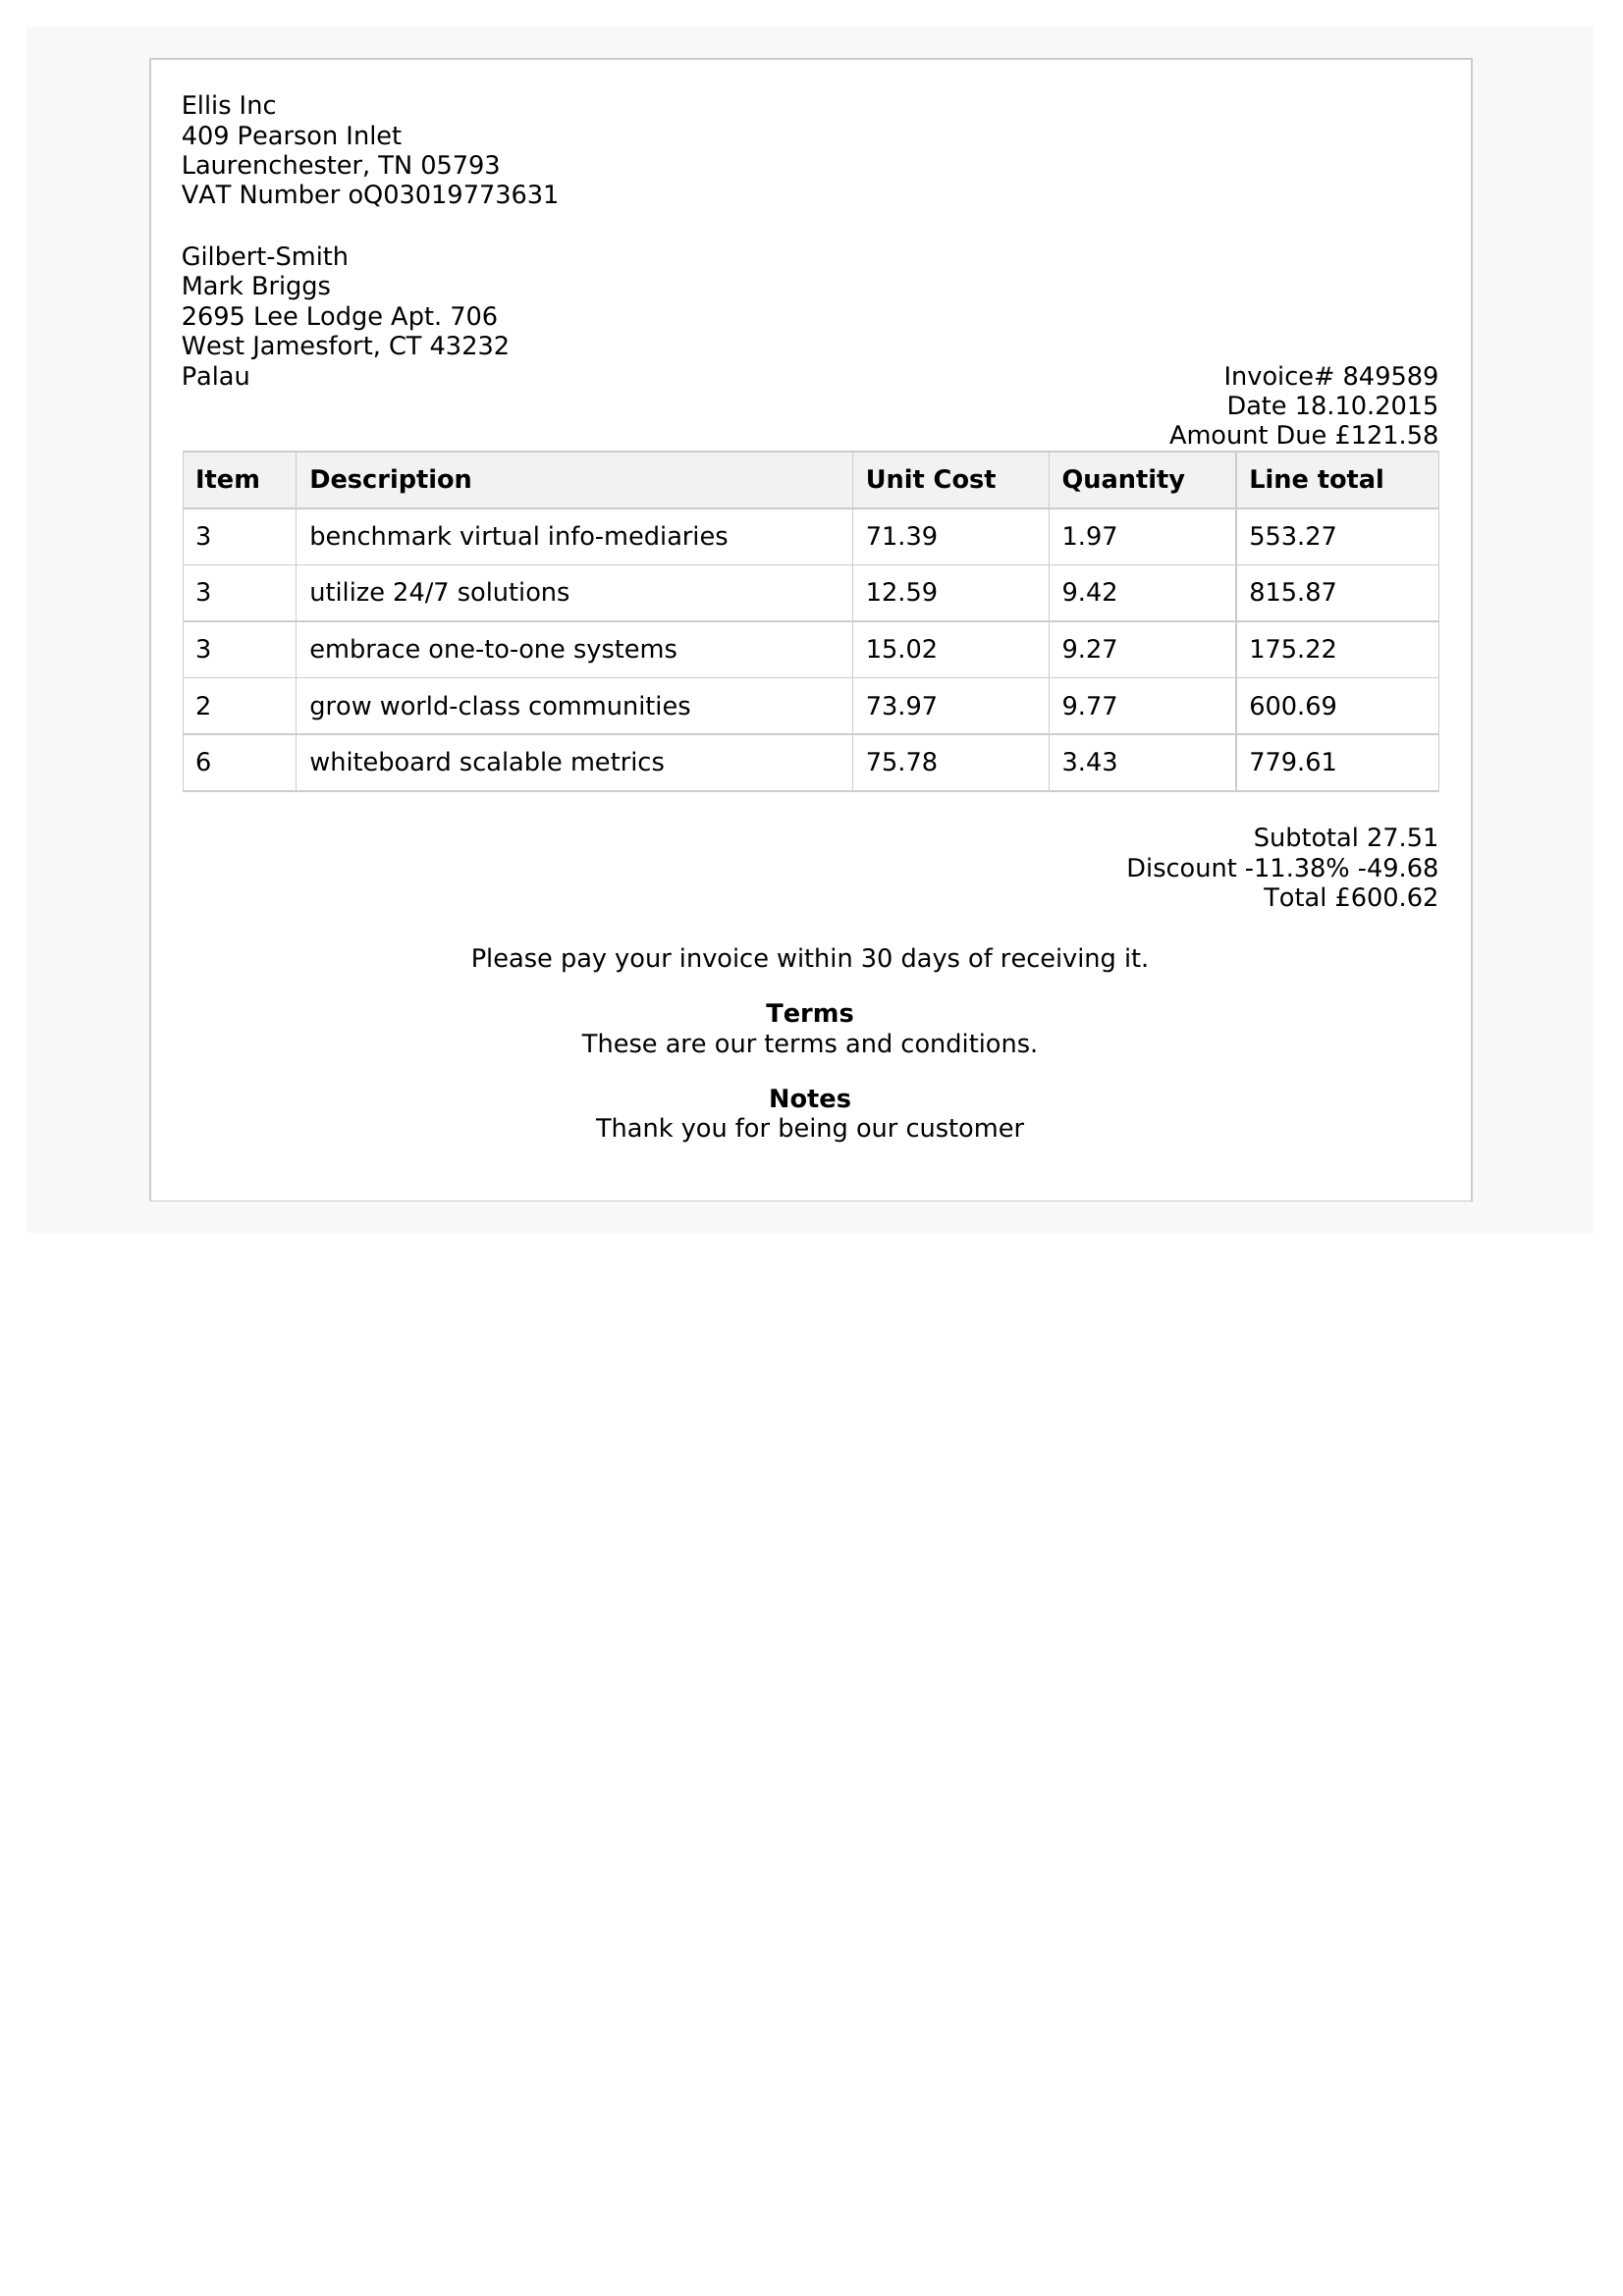 Ellis Inc
409 Pearson Inlet
Laurenchester, TN 05793
VAT Number oQ03019773631
Gilbert-Smith
Mark Briggs
2695 Lee Lodge Apt. 706
West Jamesfort, CT 43232
Palau
Invoice# 849589
Date 18.10.2015
Amount Due £121.58
Item Description Unit Cost Quantity Line total
3 benchmark virtual info-mediaries 71.39 1.97 553.27
3 utilize 24/7 solutions 12.59 9.42 815.87
3 embrace one-to-one systems 15.02 9.27 175.22
2 grow world-class communities 73.97 9.77 600.69
6 whiteboard scalable metrics 75.78 3.43 779.61
Subtotal 27.51
Discount -11.38% -49.68
Total £600.62
Please pay your invoice within 30 days of receiving it.
Terms
These are our terms and conditions.
Notes
Thank you for being our customer